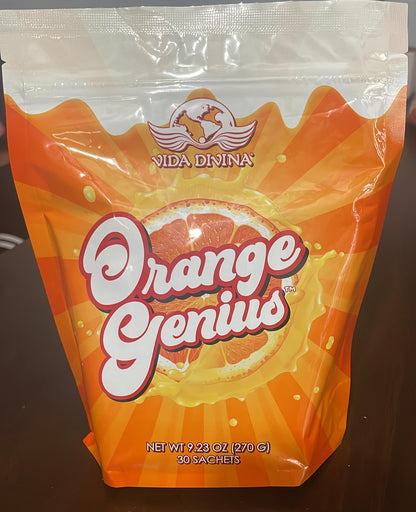 VIDA DIVINA®
Orange
Genius™
NET WT 9.23 OZ (270 G)
30 SACHETS